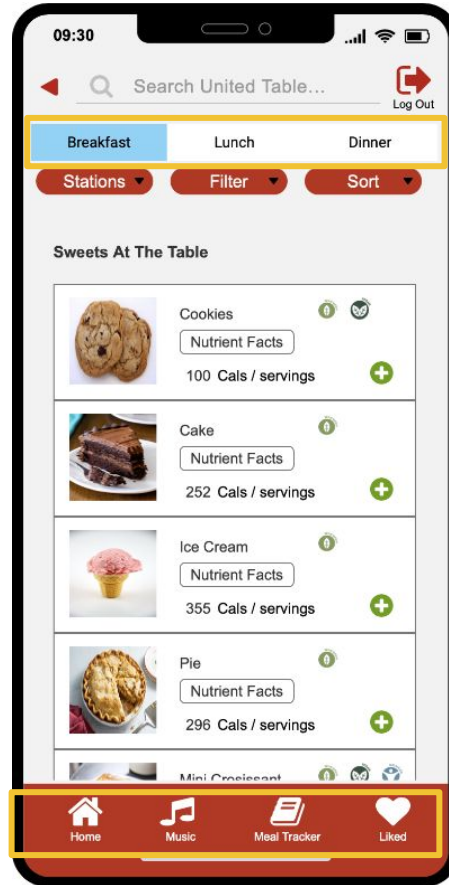 09:30
Search United Table...
Log Out
Breakfast Lunch Dinner
Stations Filter Sort
Sweets At The Table
Cookies
Nutrient Facts
100 Cals / servings
Cake
Nutrient Facts
252 Cals / servings
Ice Cream
Nutrient Facts
355 Cals / servings
Pie
Nutrient Facts
296 Cals / servings
Mini Crosissant
Home Music Meal Tracker Liked